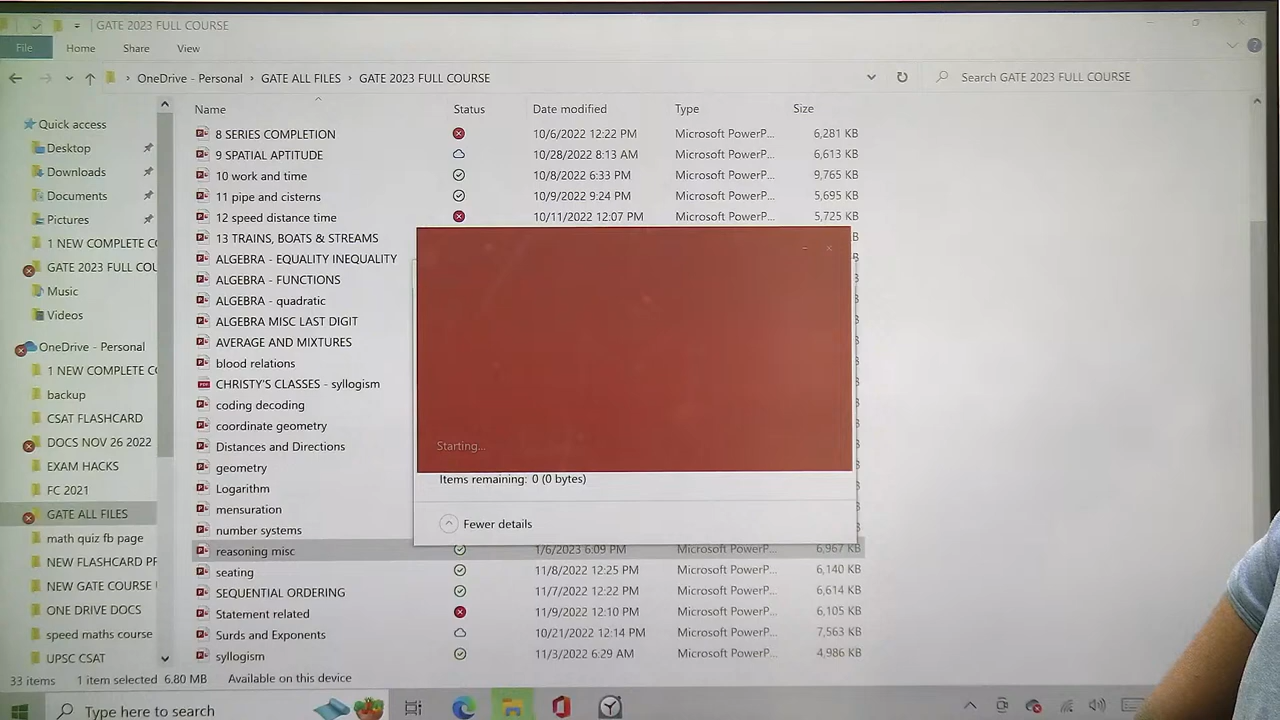 GATE 2023 FULL COURSE
File Home Share View
OneDrive - Personal > GATE ALL FILES > GATE 2023 FULL COURSE
Search GATE 2023 FULL COURSE
Name Status Date modified Type Size
Quick access
Desktop
Downloads
Documents
Pictures
1 NEW COMPLETE CO
GATE 2023 FULL COU
Music
Videos
OneDrive - Personal
1 NEW COMPLETE CO
backup
CSAT FLASHCARD
DOCS NOV 26 2022
EXAM HACKS
FC 2021
GATE ALL FILES
math quiz fb page
NEW FLASHCARD PR
NEW GATE COURSE
ONE DRIVE DOCS
speed maths course
UPSC CSAT
8 SERIES COMPLETION 10/6/2022 12:22 PM Microsoft PowerP... 6,281 KB
9 SPATIAL APTITUDE 10/28/2022 8:13 AM Microsoft PowerP... 6,613 KB
10 work and time 10/8/2022 6:33 PM Microsoft PowerP... 9,765 KB
11 pipe and cisterns 10/9/2022 9:24 PM Microsoft PowerP... 5,695 KB
12 speed distance time 10/11/2022 12:07 PM Microsoft PowerP... 5,725 KB
13 TRAINS, BOATS & STREAMS
ALGEBRA - EQUALITY INEQUALITY
ALGEBRA - FUNCTIONS
ALGEBRA - quadratic
ALGEBRA MISC LAST DIGIT
AVERAGE AND MIXTURES
blood relations
CHRISTY'S CLASSES - syllogism
coding decoding
coordinate geometry
Distances and Directions
geometry
Logarithm
mensuration
number systems
reasoning misc 1/6/2023 6:09 PM Microsoft PowerP... 6,967 KB
seating 11/8/2022 12:25 PM Microsoft PowerP... 6,140 KB
SEQUENTIAL ORDERING 11/7/2022 12:22 PM Microsoft PowerP... 6,614 KB
Statement related 11/9/2022 12:10 PM Microsoft PowerP... 6,105 KB
Surds and Exponents 10/21/2022 12:14 PM Microsoft PowerP... 7,563 KB
syllogism 11/3/2022 6:29 AM Microsoft PowerP... 4,986 KB
Starting...
Items remaining: 0 (0 bytes)
Fewer details
33 items 1 item selected 6.80 MB Available on this device
Type here to search